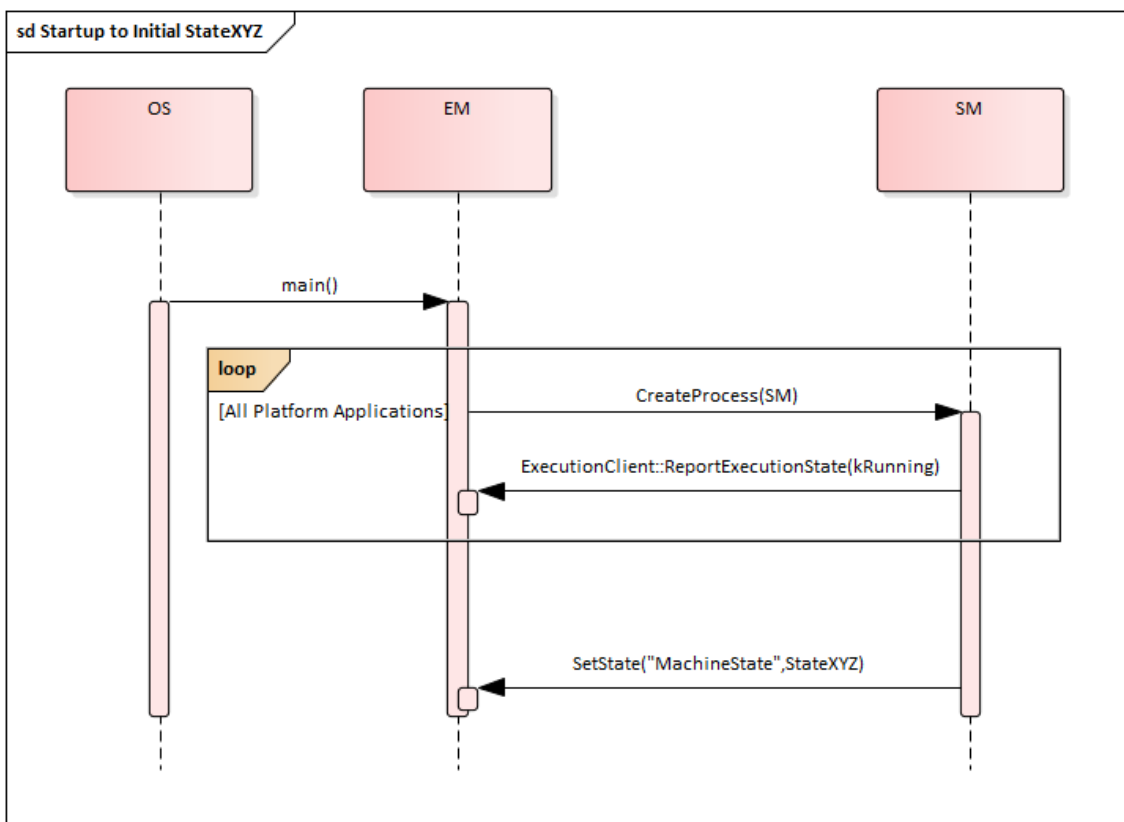 sd Startup to Initial StateXYZ
OS
EM
SM
main()
loop
[All Platform Applications]
CreateProcess(SM)
ExecutionClient::ReportExecutionState(kRunning)
SetState("MachineState",StateXYZ)